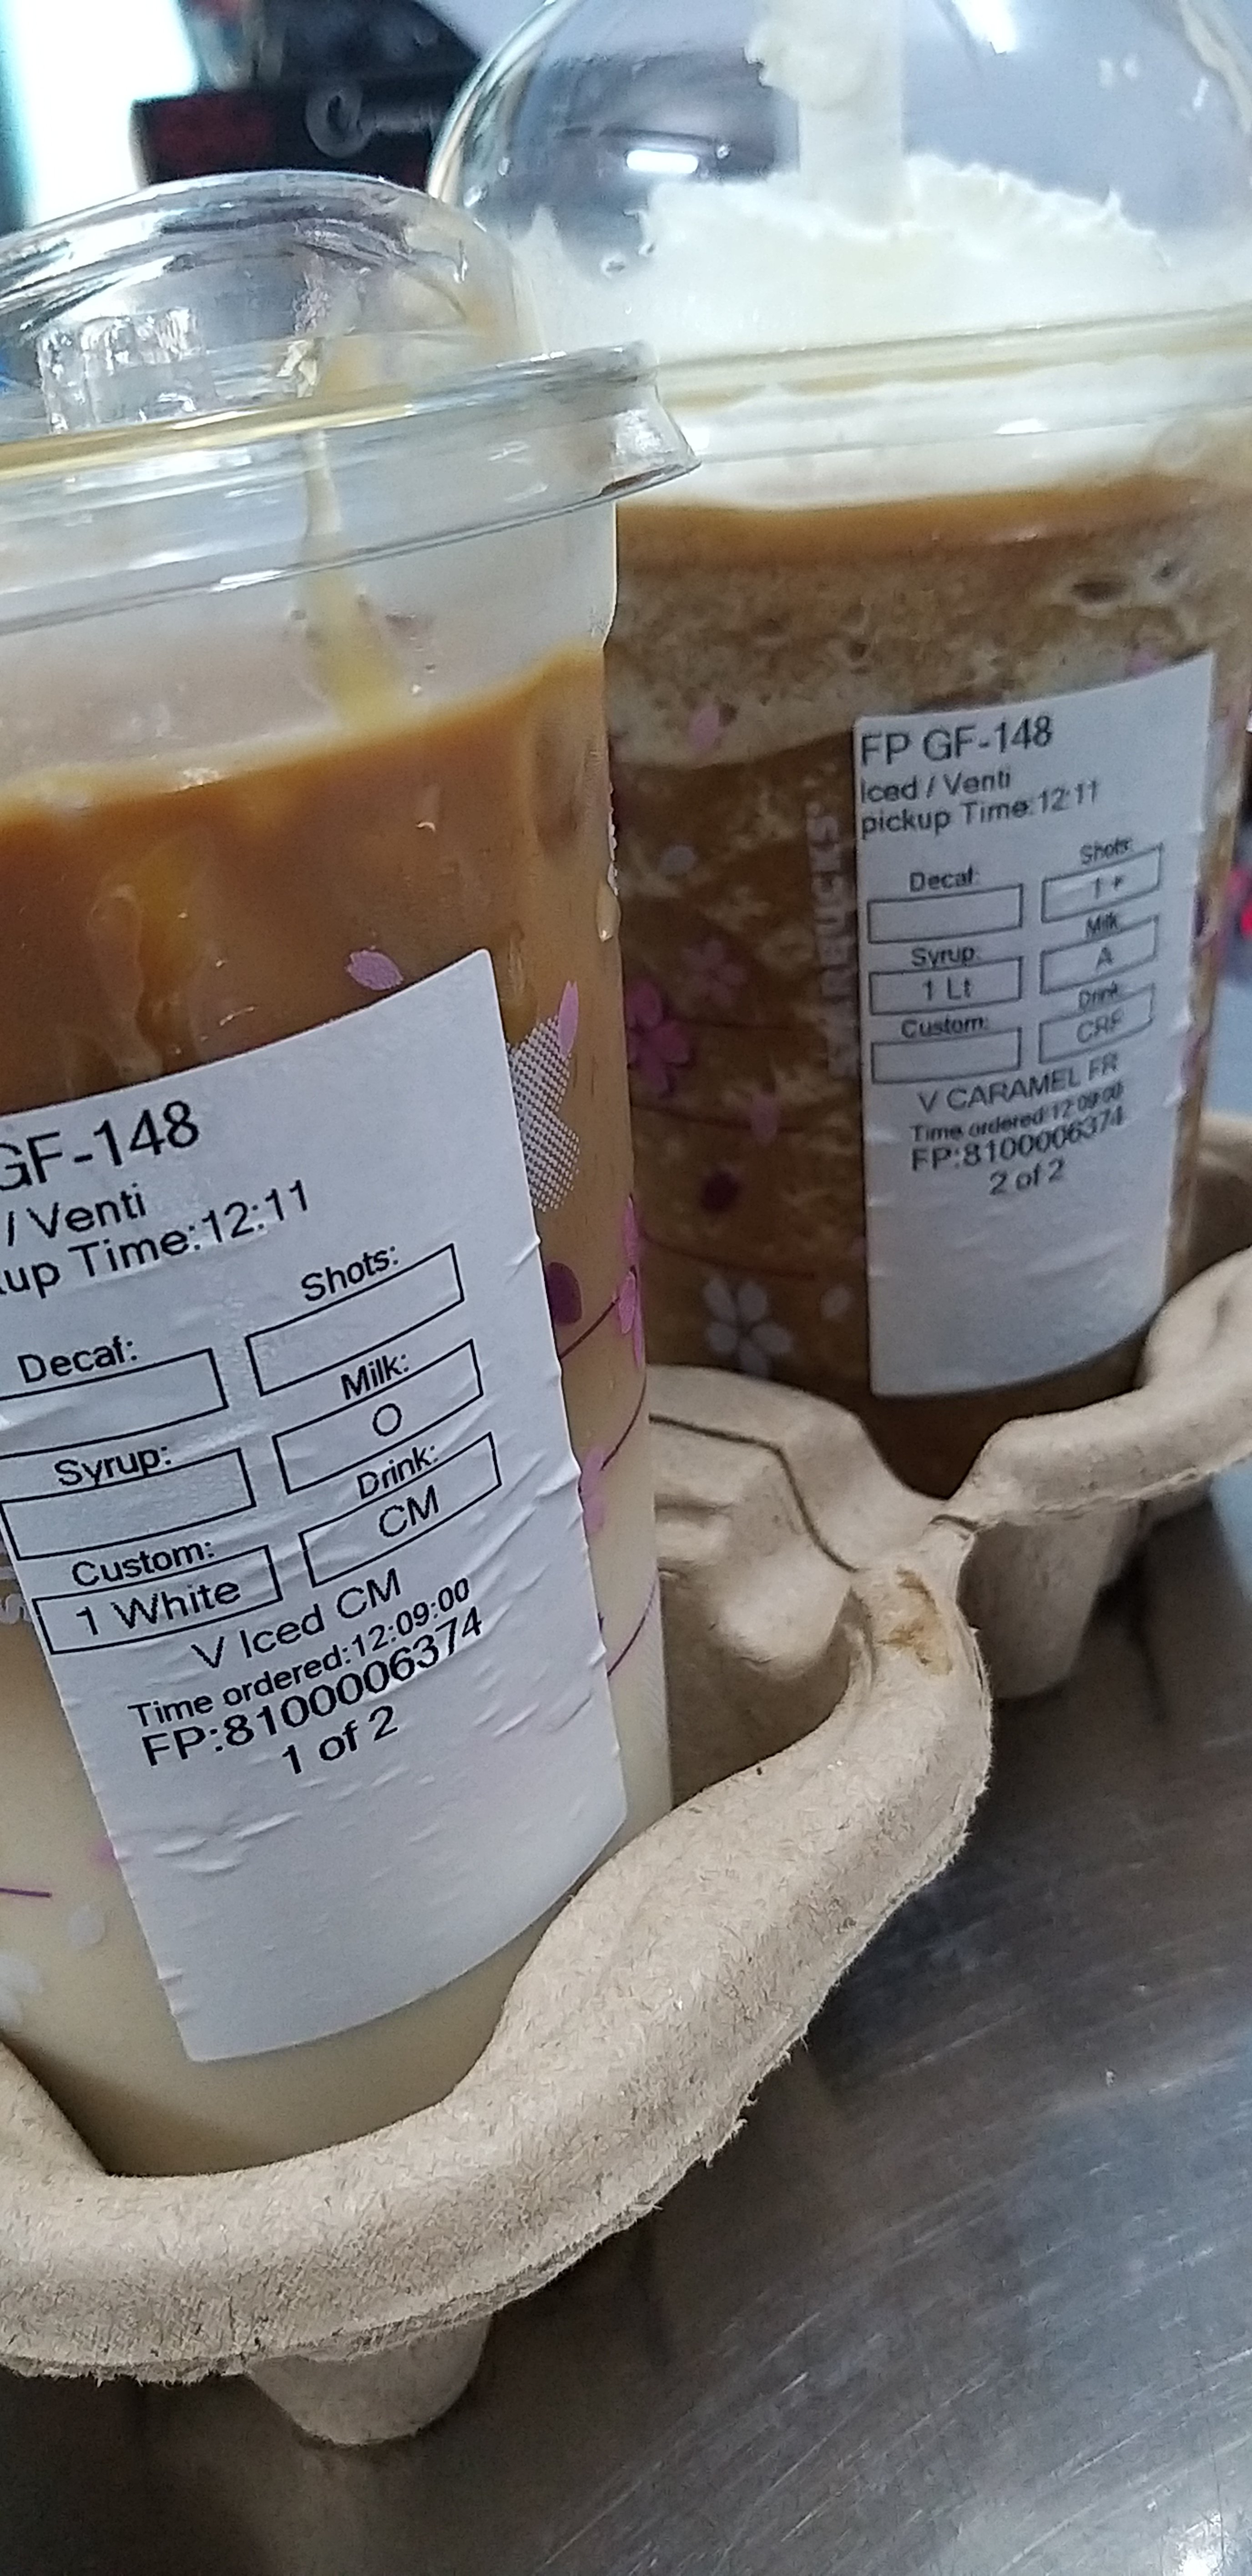 GF-148
/ Venti
up Time:12:11
Decaf:
Shots:
Syrup:
Milk:
O
Custom:
1 White
Drink:
CM
V Iced CM
Time ordered:12:09:00
FP:8100006374
1 of 2
FP GF-148
Iced / Venti
pickup Time:12:11
Decaf:
Shots:
Syrup:
1 Lt
Milk:
A
Custom:
Drink:
CRF
V CARAMEL FR
Time ordered:12:09:00
FP:8100006374
2 of 2